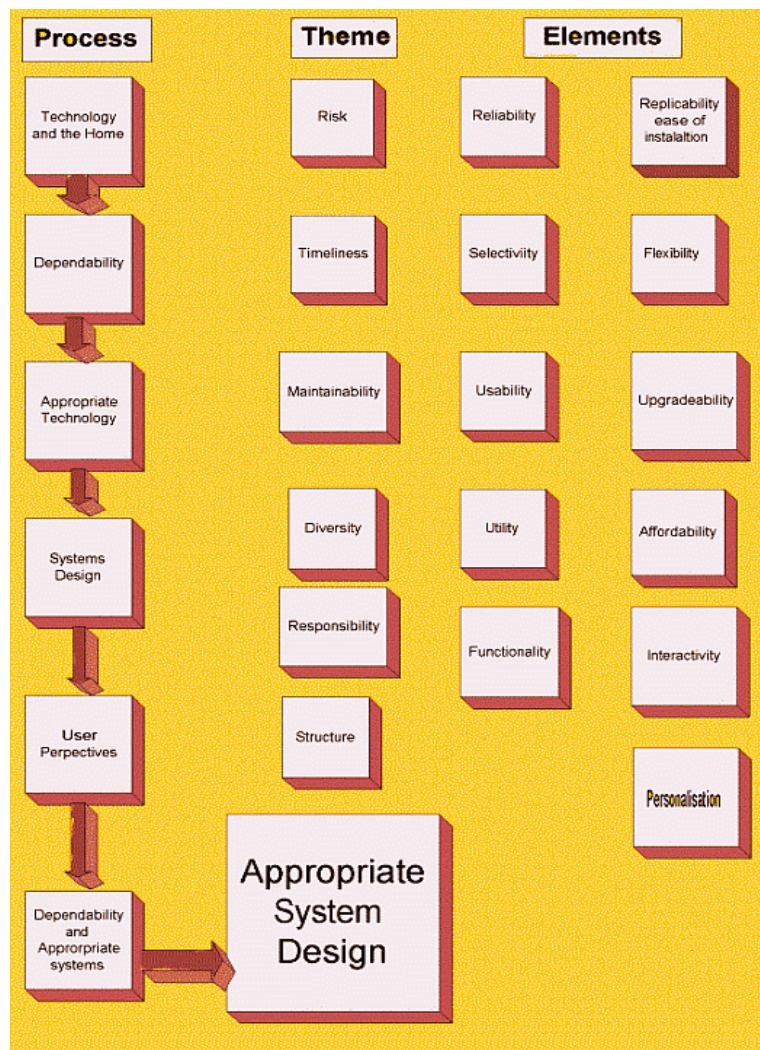 Process
Theme
Elements
Technology
and the Home
Risk
Reliability
Replicability
ease of
instalaltion
Dependability
Timeliness
Selectiviity
Flexibility
Appropriate
Technology
Maintainability
Usability
Upgradeability
Systems
Design
Diversity
Utility
Affordability
Responsibility
Functionality
Interactivity
User
Perpectives
Structure
Personalisation
Dependability
and
Approrpriate
systems
Appropriate
System
Design